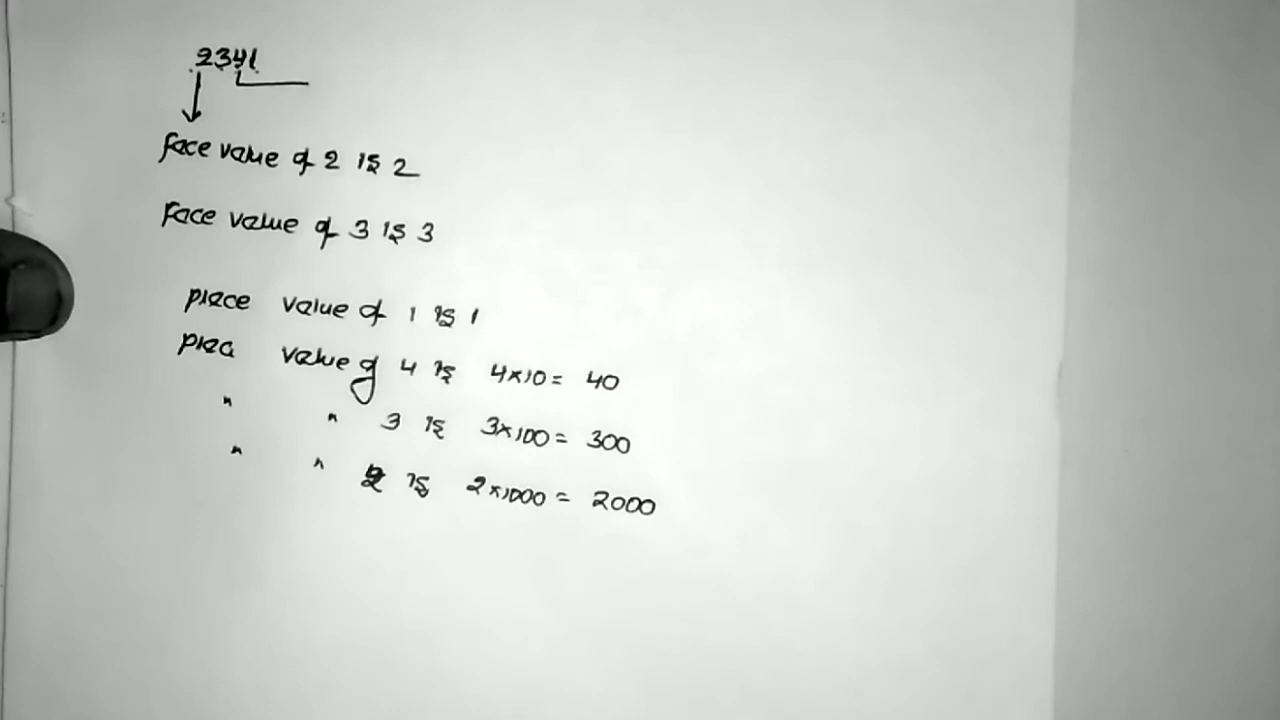 2341
face value of 2 is 2
Face value of 3 is 3
place value of 1 is 1
place value of 4 is 4×10 = 40
" " 3 is 3×100 = 300
" " 2 is 2×1000 = 2000